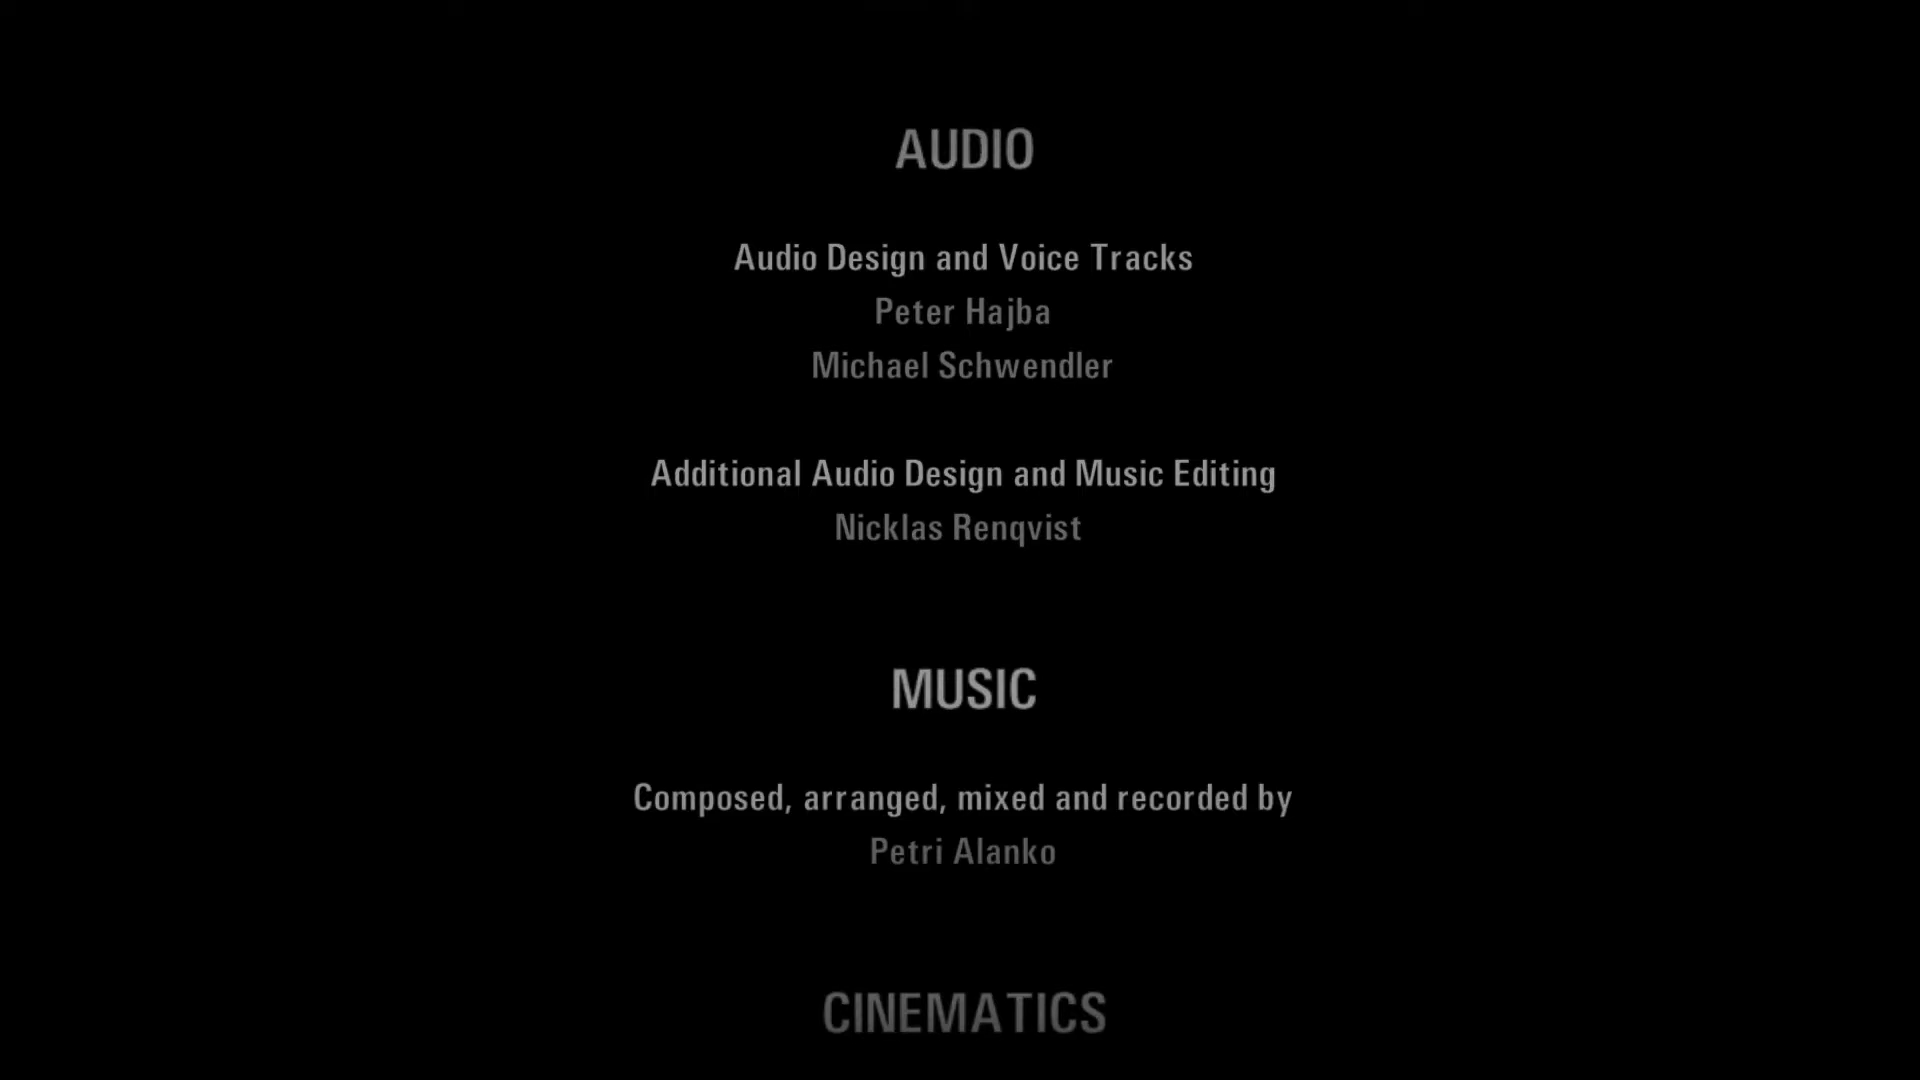 AUDIO
Audio Design and Voice Tracks
Peter Hajba
Michael Schwendler
Additional Audio Design and Music Editing
Nicklas Renqvist
MUSIC
Composed, arranged, mixed and recorded by
Petri Alanko
CINEMATICS